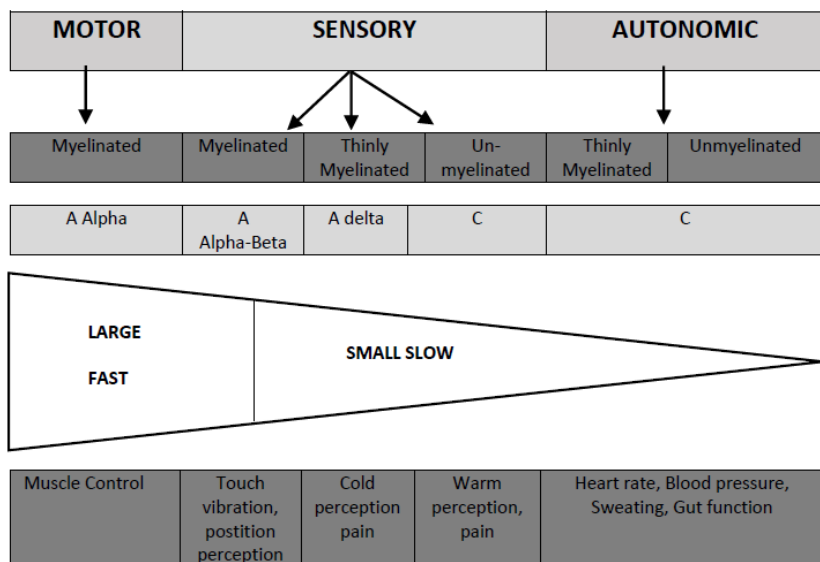 MOTOR SENSORY AUTONOMIC
Myelinated Myelinated Thinly Un- Thinly Unmyelinated
Myelinated myelinated Myelinated
A Alpha A A delta C C
Alpha-Beta
LARGE
SMALL SLOW
FAST
Muscle Control Touch Cold Warm Heart rate, Blood pressure,
vibration, perception perception, Sweating, Gut function
postition pain pain
perception